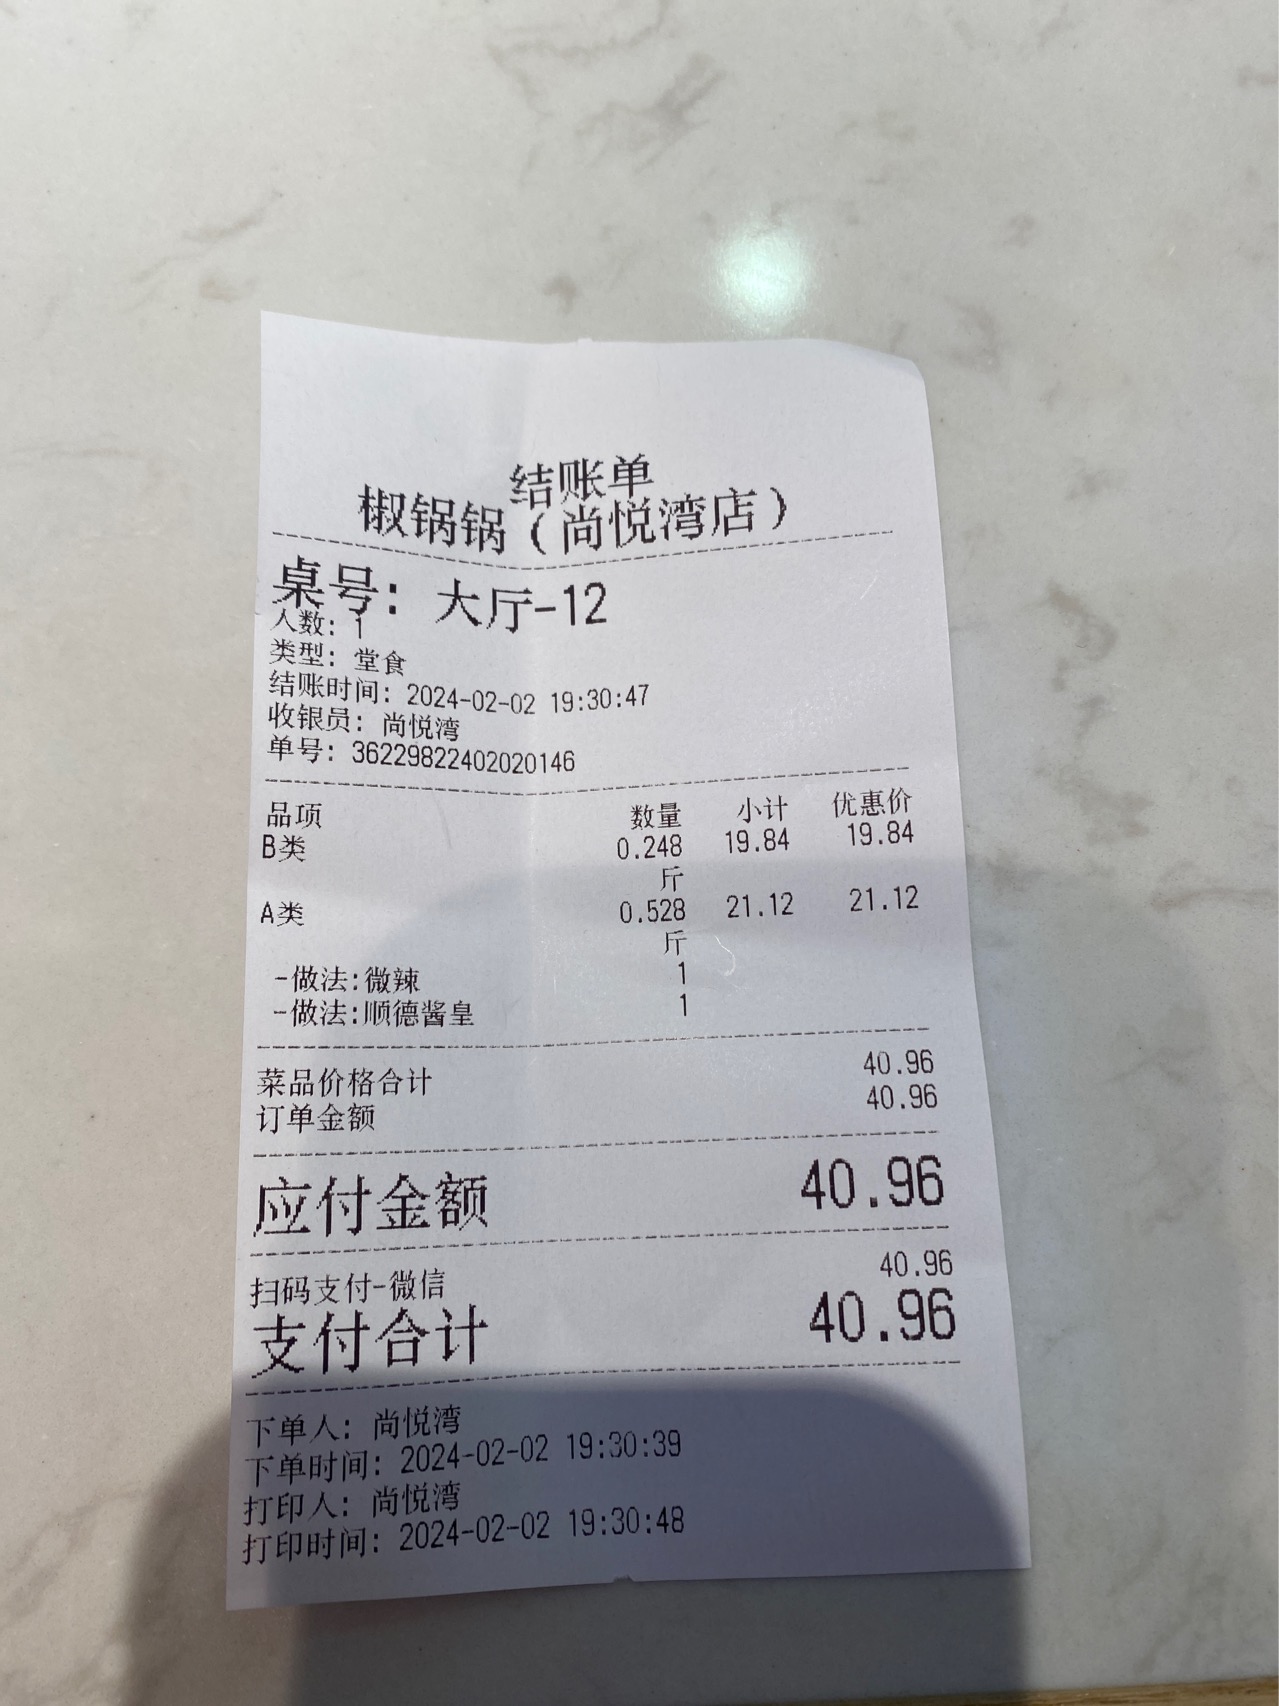 结账单
椒锅锅（尚悦湾店）
桌号：大厅-12
人数：1
类型：堂食
结账时间：2024-02-02 19:30:47
收银员：尚悦湾
单号：36229822402020146
品项 数量 小计 优惠价
B类 0.248 19.84 19.84
斤
A类 0.528 21.12 21.12
斤
-做法:微辣 1
-做法:顺德酱皇 1
菜品价格合计 40.96
订单金额 40.96
应付金额 40.96
扫码支付-微信 40.96
支付合计 40.96
下单人：尚悦湾
下单时间：2024-02-02 19:30:39
打印人：尚悦湾
打印时间：2024-02-02 19:30:48